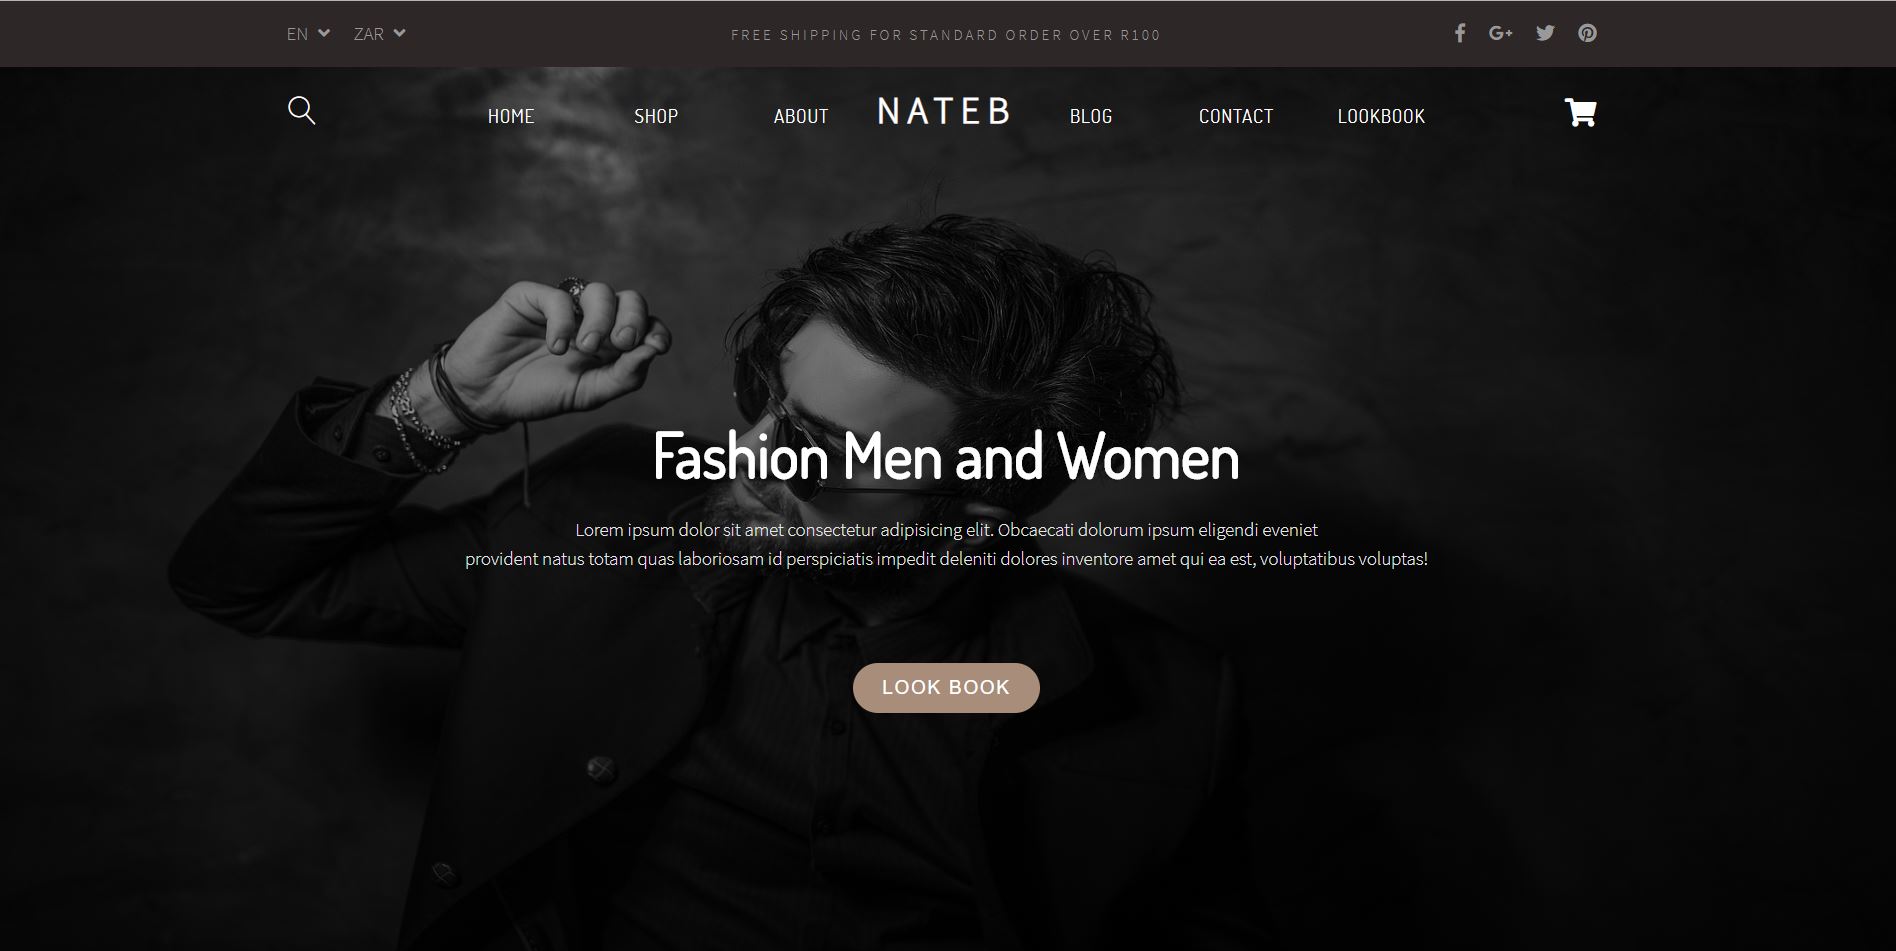 EN ZAR FREE SHIPPING FOR STANDARD ORDER OVER R100
HOME SHOP ABOUT NATEB BLOG CONTACT LOOKBOOK
Fashion Men and Women
Lorem ipsum dolor sit amet consectetur adipisicing elit. Obcaecati dolorum ipsum eligendi eveniet
provident natus totam quas laboriosam id perspiciatis impedit deleniti dolores inventore amet qui ea est, voluptatibus voluptas!
LOOK BOOK